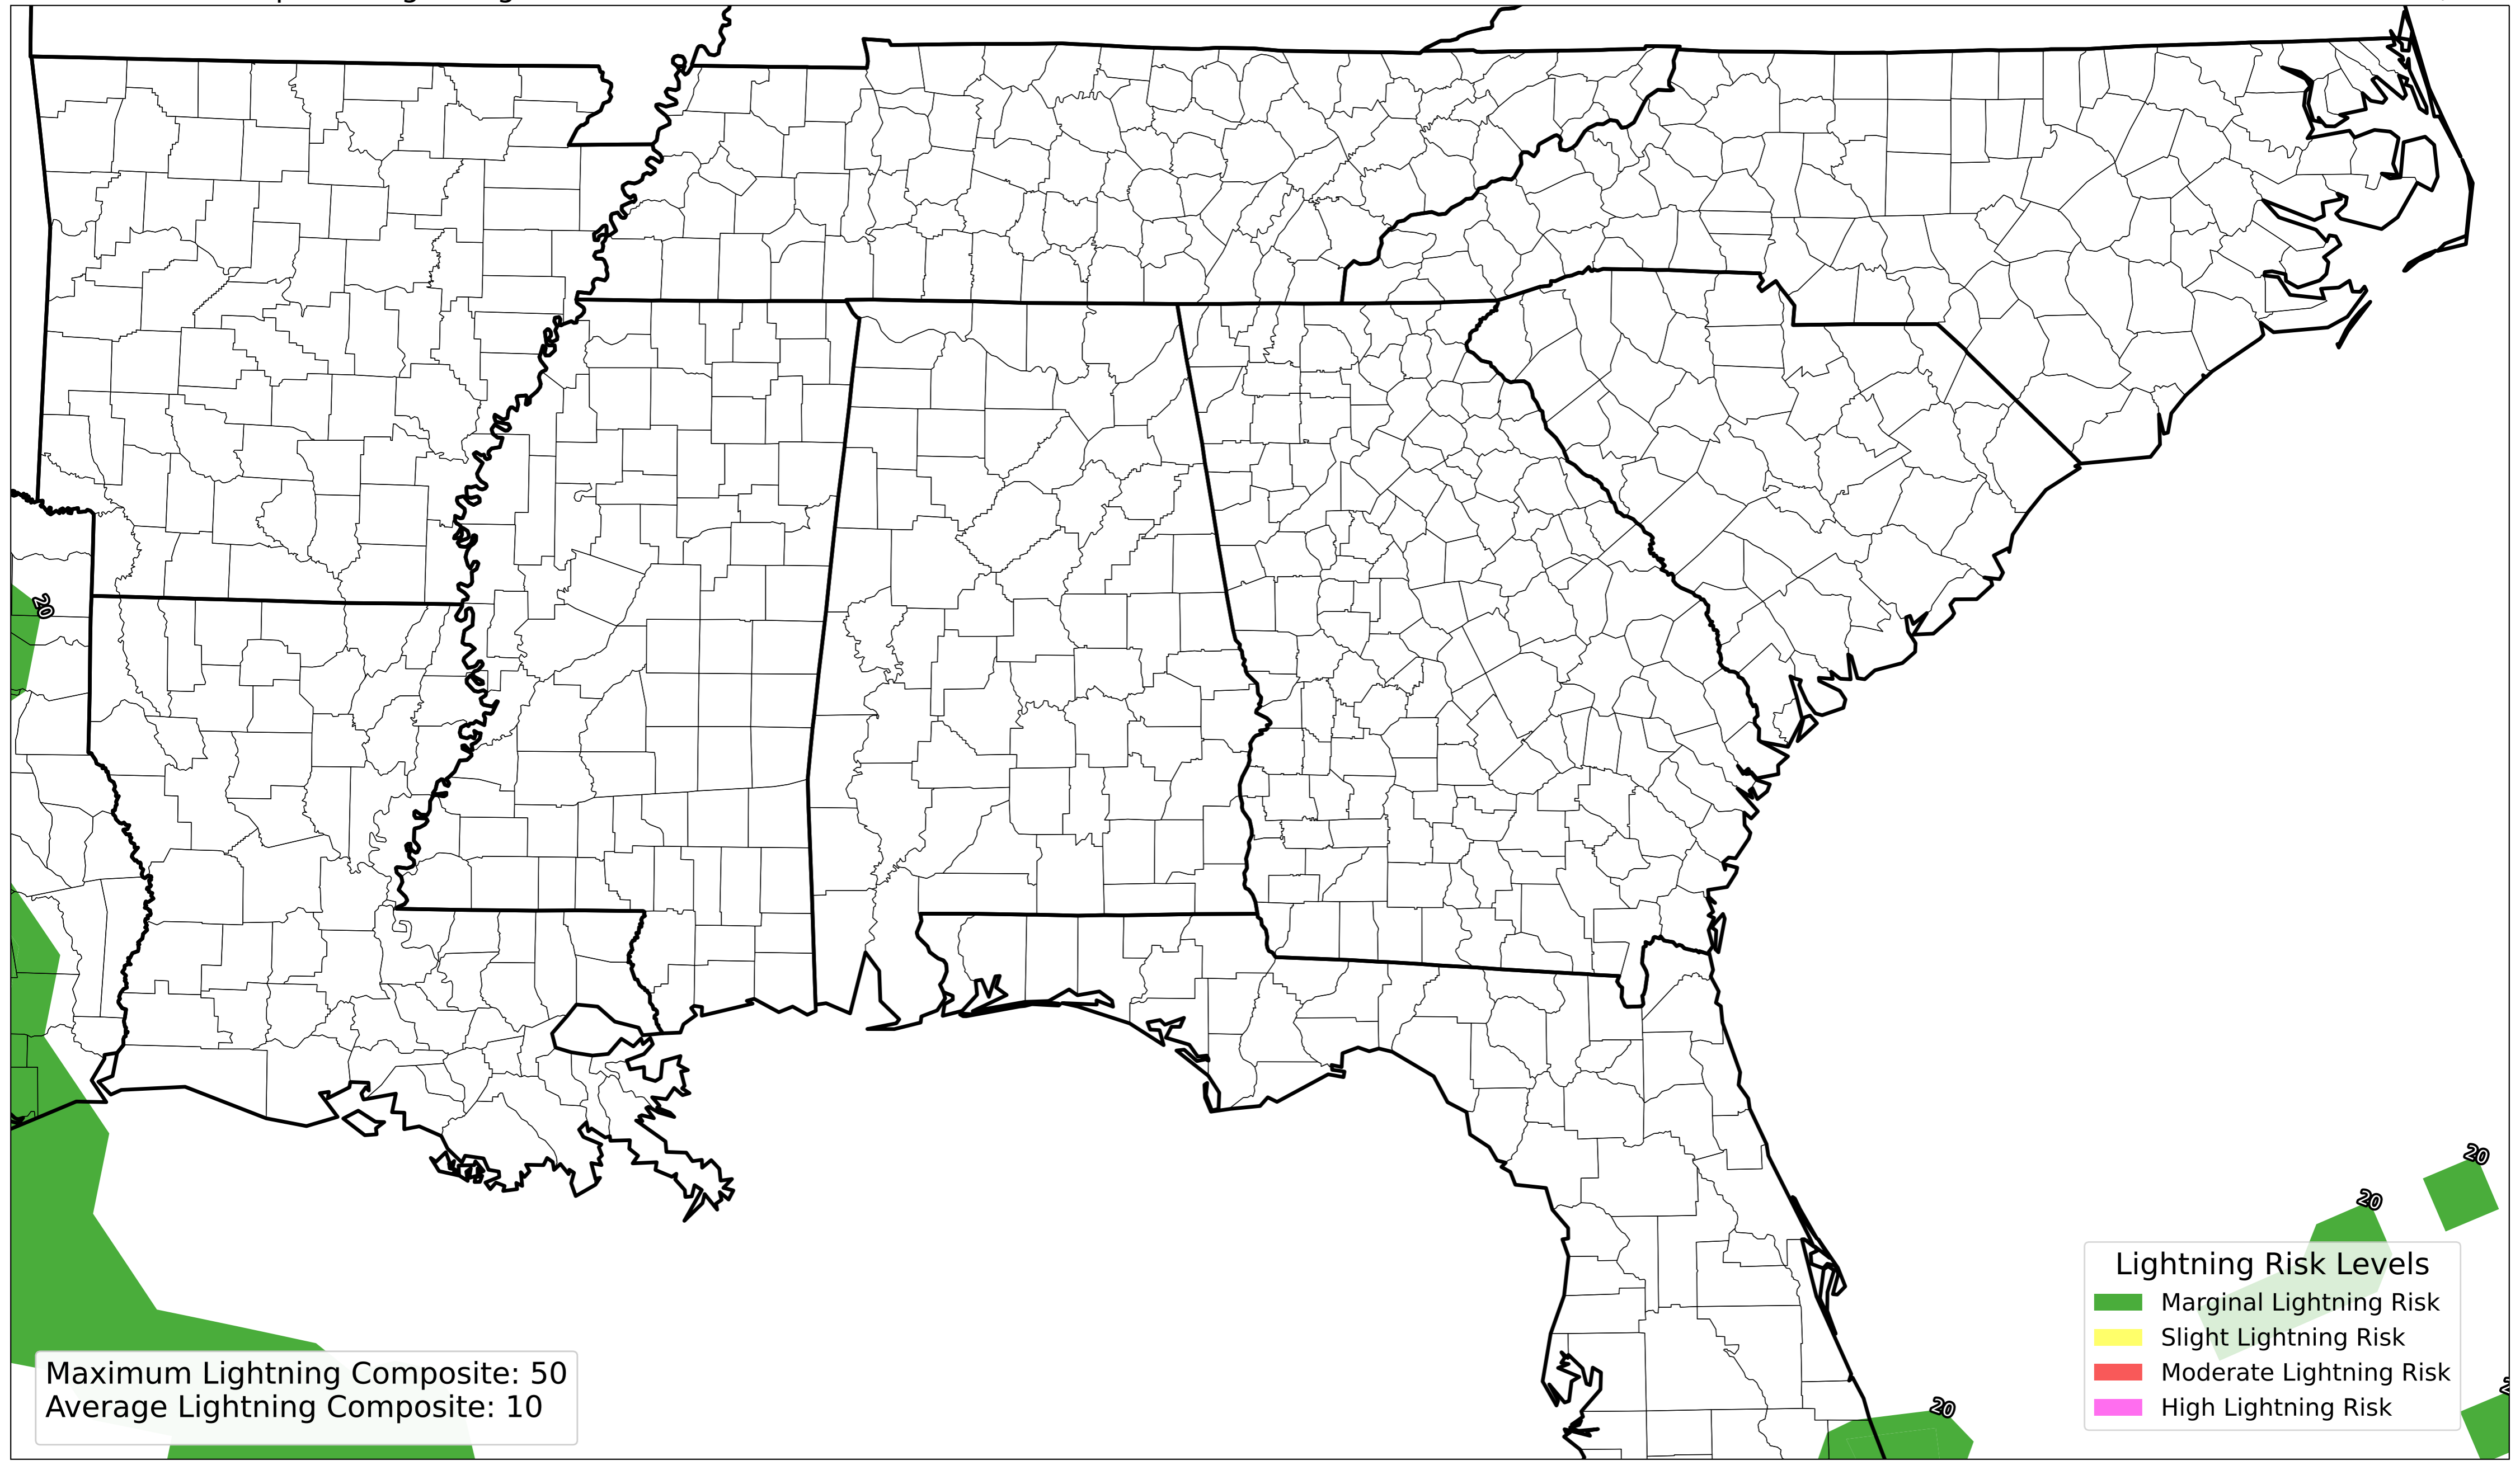 20
20
20
Lightning Risk Levels
Marginal Lightning Risk
Slight Lightning Risk
Moderate Lightning Risk
High Lightning Risk
Maximum Lightning Composite: 50
Average Lightning Composite: 10
20